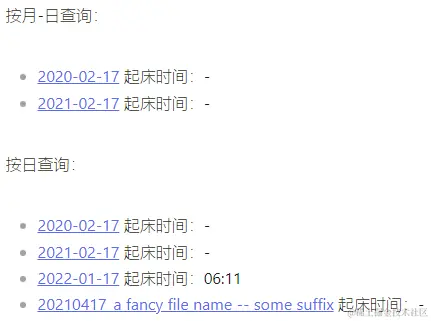 按月-日查询：
2020-02-17 起床时间：-
2021-02-17 起床时间：-
按日查询：
2020-02-17 起床时间：-
2021-02-17 起床时间：-
2022-01-17 起床时间：06:11
20210417 a fancy file name -- some suffix 起床时间：-
@稀土掘金技术社区